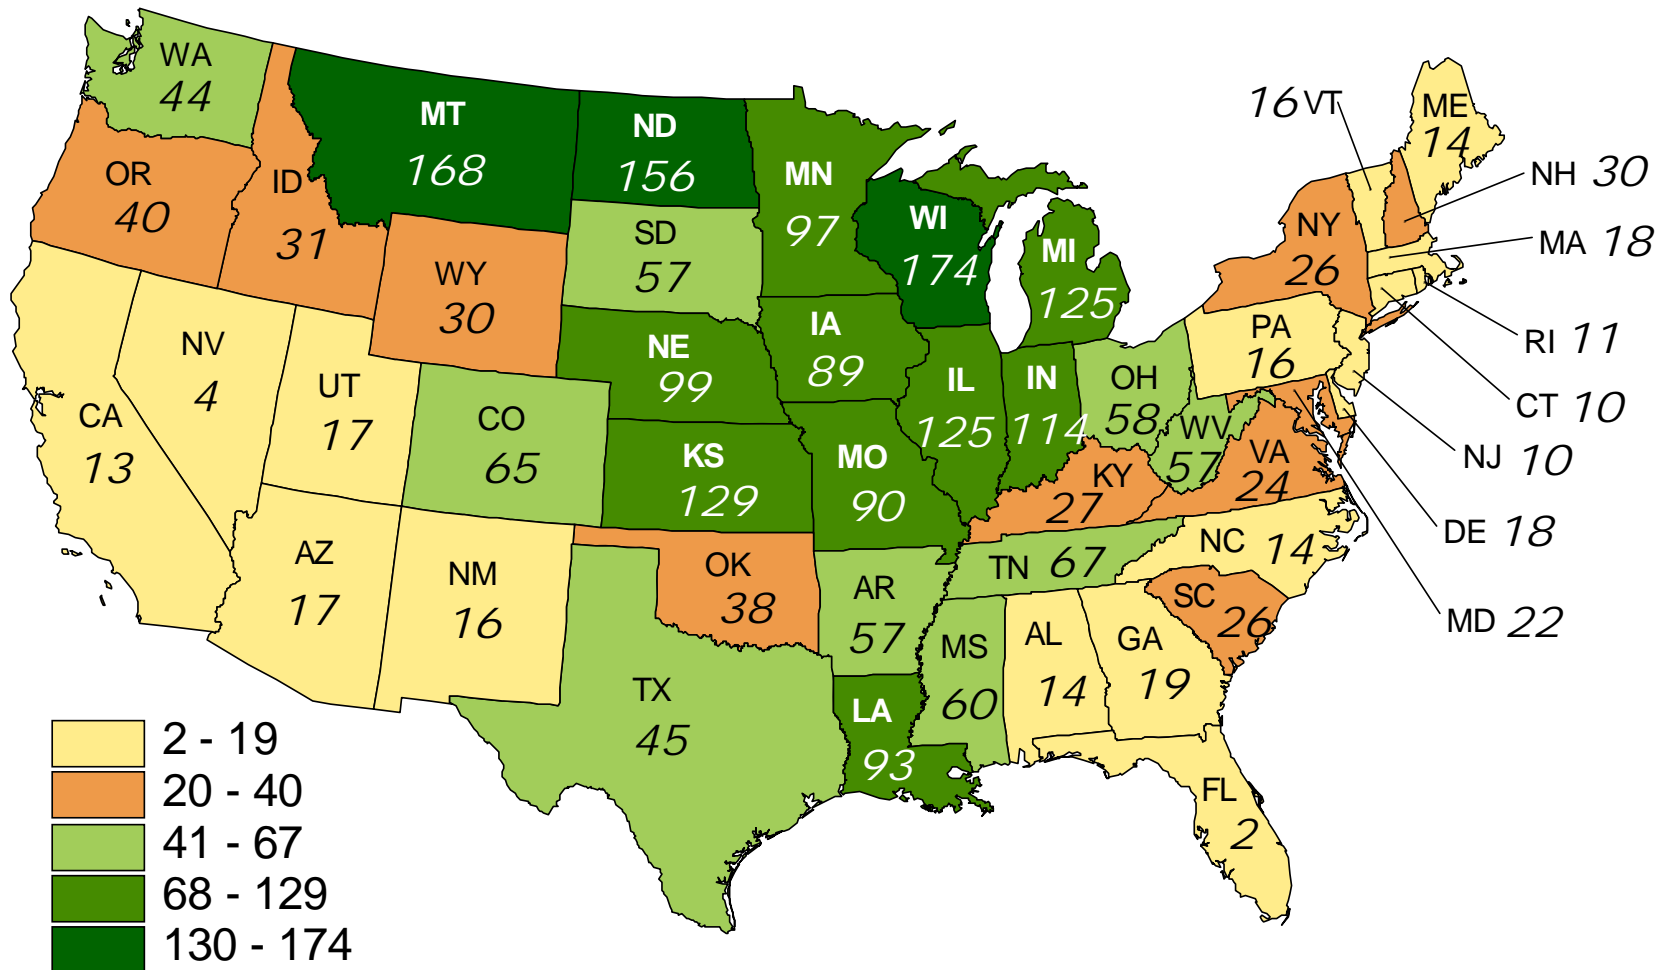 WA
44
OR
40
ID
31
MT
168
ND
156
MN
97
WI
174
MI
125
SD
57
WY
30
NV
4
UT
17
CA
13
CO
65
NE
99
IA
89
IL
125
IN
114
OH
58
KS
129
MO
90
KY
27
WV
57
VA
24
PA
16
NY
26
16 VT
ME
14
NH 30
MA 18
RI 11
CT 10
NJ 10
DE 18
MD 22
AZ
17
NM
16
OK
38
AR
57
TN 67
NC 14
SC
26
MS
60
AL
14
GA
19
TX
45
LA
93
FL
2
2 - 19
20 - 40
41 - 67
68 - 129
130 - 174